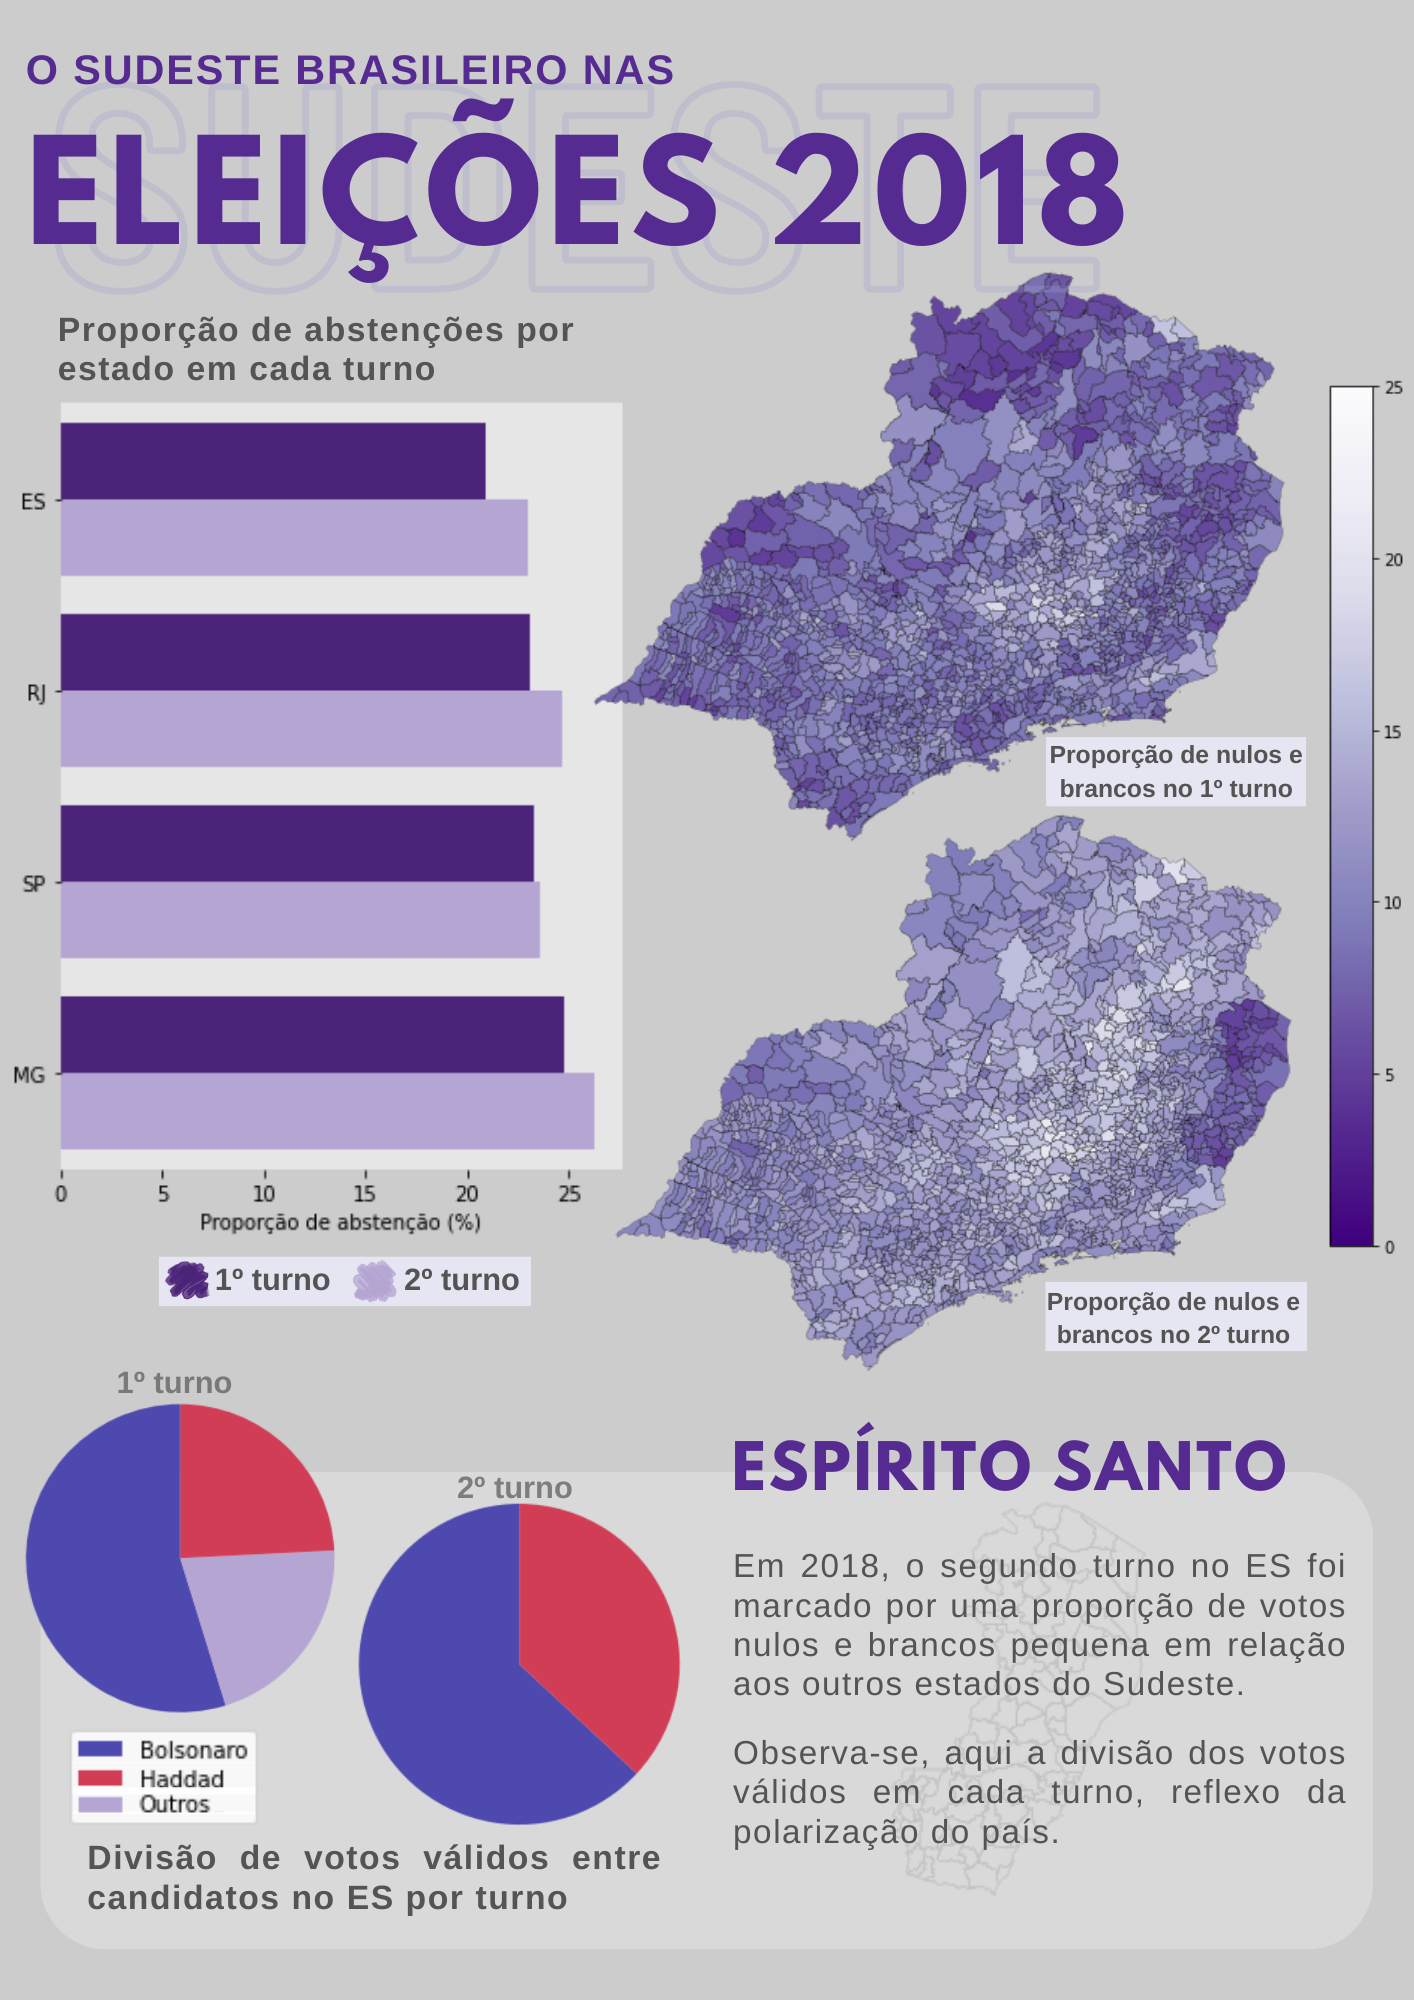 O SUDESTE BRASILEIRO NAS
SUDESTE
ELEIÇÕES 2018
Proporção de abstenções por
estado em cada turno
ES
RJ
SP
MG
0 5 10 15 20 25
Proporção de abstenção (%)
1º turno 2º turno
25
20
15
10
5
0
Proporção de nulos e
brancos no 1º turno
Proporção de nulos e
brancos no 2º turno
1º turno
2º turno
Bolsonaro
Haddad
Outros
Divisão de votos válidos entre
candidatos no ES por turno
ESPÍRITO SANTO
Em 2018, o segundo turno no ES foi
marcado por uma proporção de votos
nulos e brancos pequena em relação
aos outros estados do Sudeste.
Observa-se, aqui a divisão dos votos
válidos em cada turno, reflexo da
polarização do país.